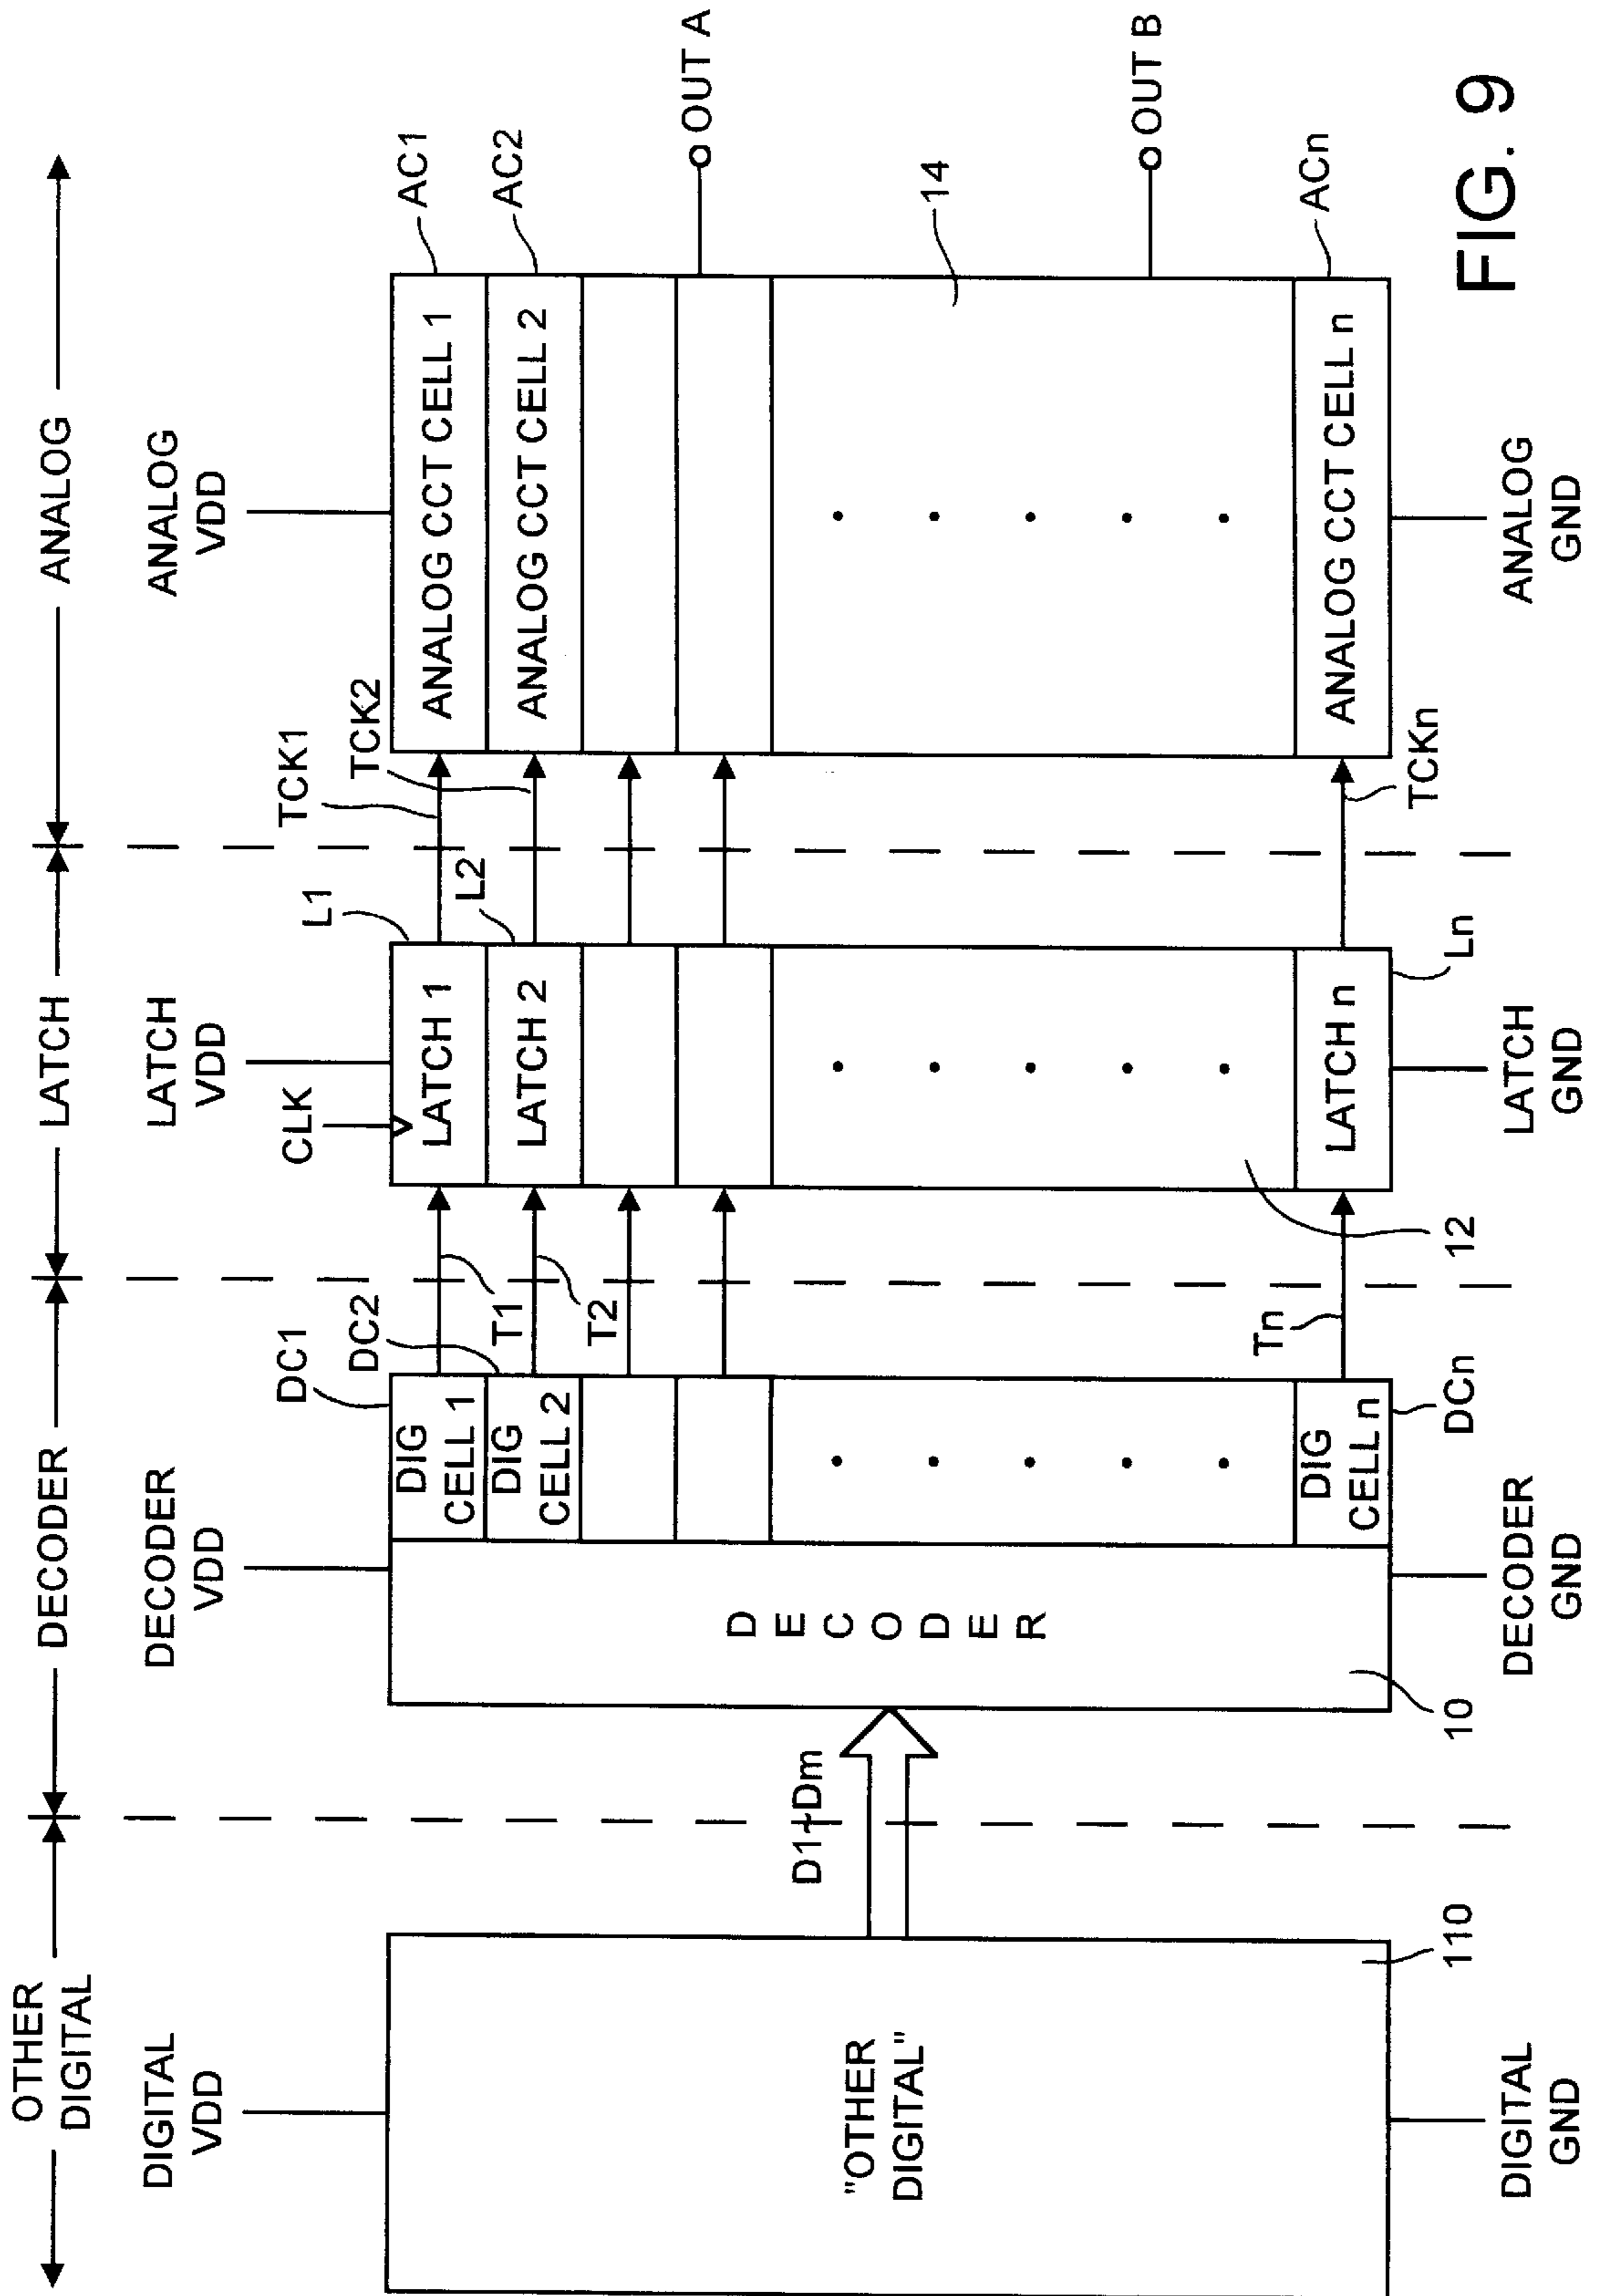 OTHER
DIGITAL
DECODER
LATCH
ANALOG
DIGITAL
VDD
DECODER
VDD
LATCH
VDD
ANALOG
VDD
CLK
DC1
DC2
L1
L2
TCK1
TCK2
AC1
AC2
DIG
CELL 1
DIG
CELL 2
T1
T2
LATCH 1
LATCH 2
ANALOG CCT CELL 1
ANALOG CCT CELL 2
OUT A
"OTHER
DIGITAL"
D1~Dm
DECODER
14
OUT B
Tn
DIG
CELL n
LATCH n
TCKn
ANALOG CCT CELL n
ACn
110
10
DCn
12
Ln
DIGITAL
GND
DECODER
GND
LATCH
GND
ANALOG
GND
FIG. 9